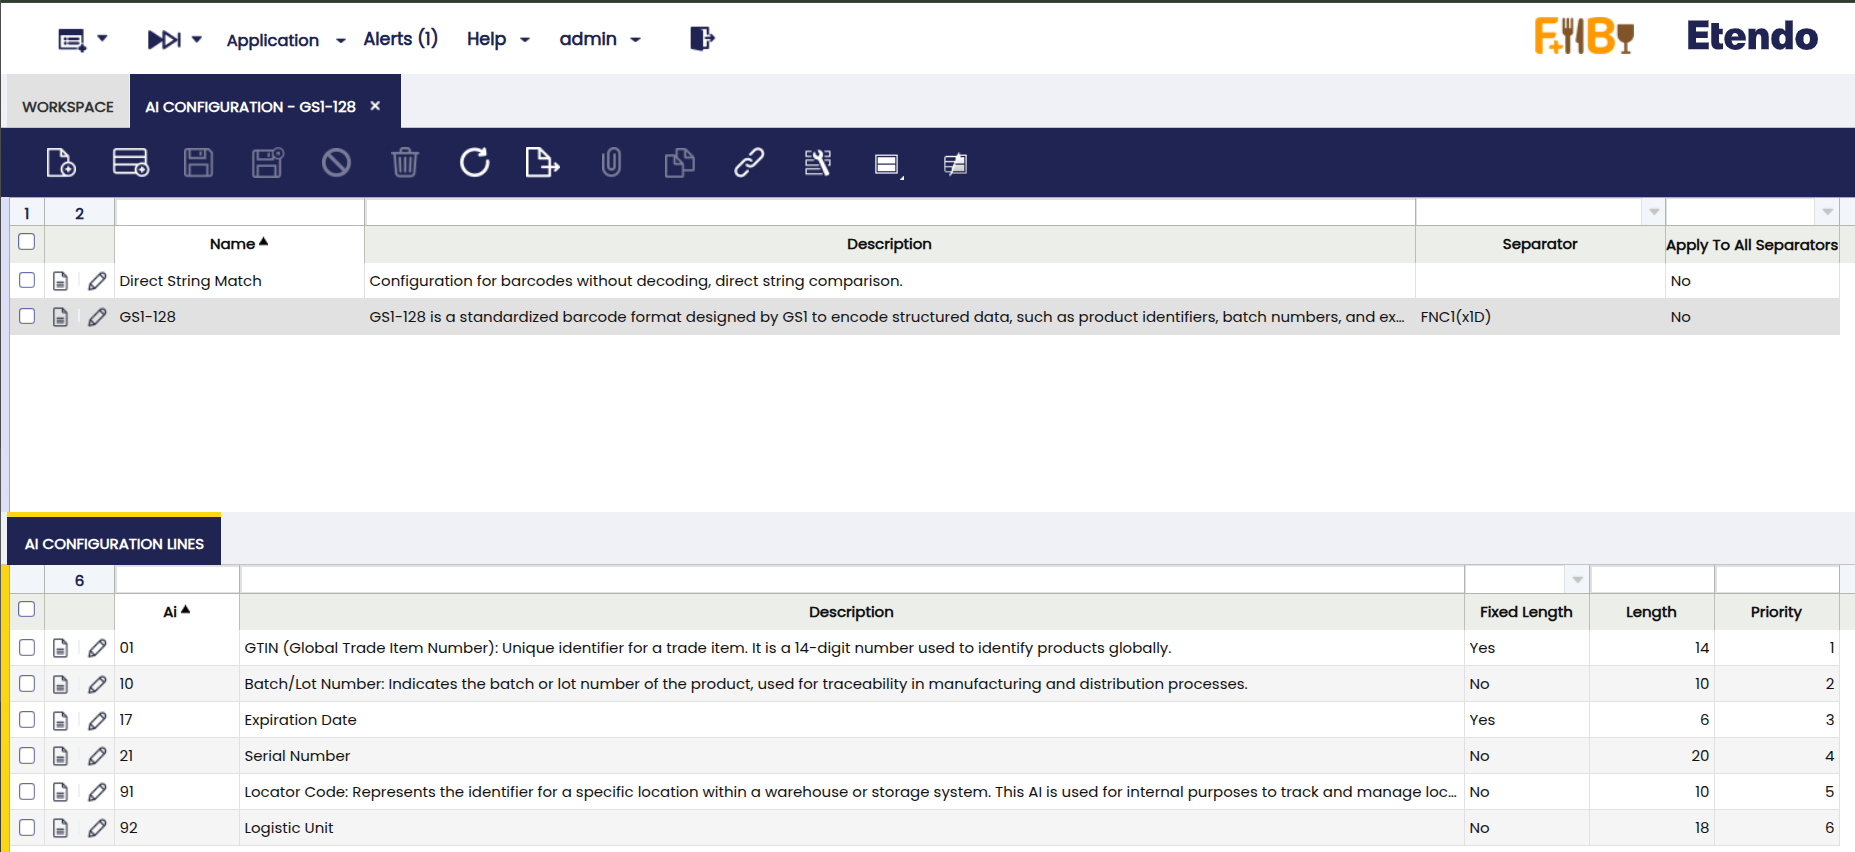 Application Alerts (1) Help admin F+B Etendo
WORKSPACE AI CONFIGURATION - GS1-128 ×
1 2
Name Description Separator Apply To All Separators
Direct String Match Configuration for barcodes without decoding, direct string comparison. No
GS1-128 GS1-128 is a standardized barcode format designed by GS1 to encode structured data, such as product identifiers, batch numbers, and ex... FNC1(x1D) No
AI CONFIGURATION LINES
6
Ai Description Fixed Length Length Priority
01 GTIN (Global Trade Item Number): Unique identifier for a trade item. It is a 14-digit number used to identify products globally. Yes 14 1
10 Batch/Lot Number: Indicates the batch or lot number of the product, used for traceability in manufacturing and distribution processes. No 10 2
17 Expiration Date Yes 6 3
21 Serial Number No 20 4
91 Locator Code: Represents the identifier for a specific location within a warehouse or storage system. This AI is used for internal purposes to track and manage loc... No 10 5
92 Logistic Unit No 18 6